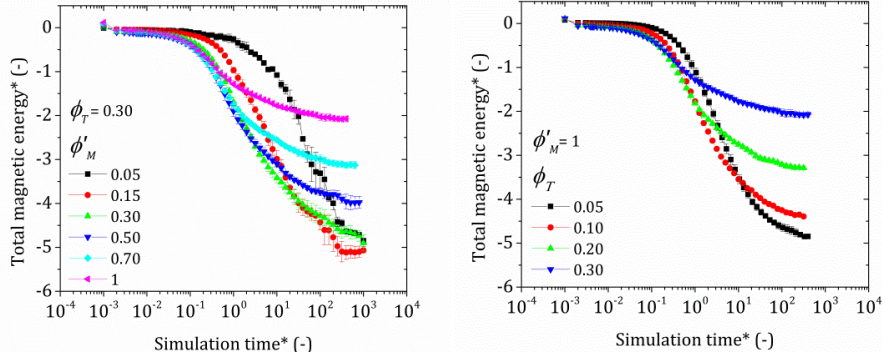 0
-1
-2
-3
-4
-5
-6
Total magnetic energy* (-)
ϕT = 0.30
ϕ′M
0.05
0.15
0.30
0.50
0.70
1
10⁻⁴ 10⁻³ 10⁻² 10⁻¹ 10⁰ 10¹ 10² 10³ 10⁴
Simulation time* (-)
0
-1
-2
-3
-4
-5
-6
Total magnetic energy* (-)
ϕ′M = 1
ϕT
0.05
0.10
0.20
0.30
10⁻⁴ 10⁻³ 10⁻² 10⁻¹ 10⁰ 10¹ 10² 10³ 10⁴
Simulation time* (-)